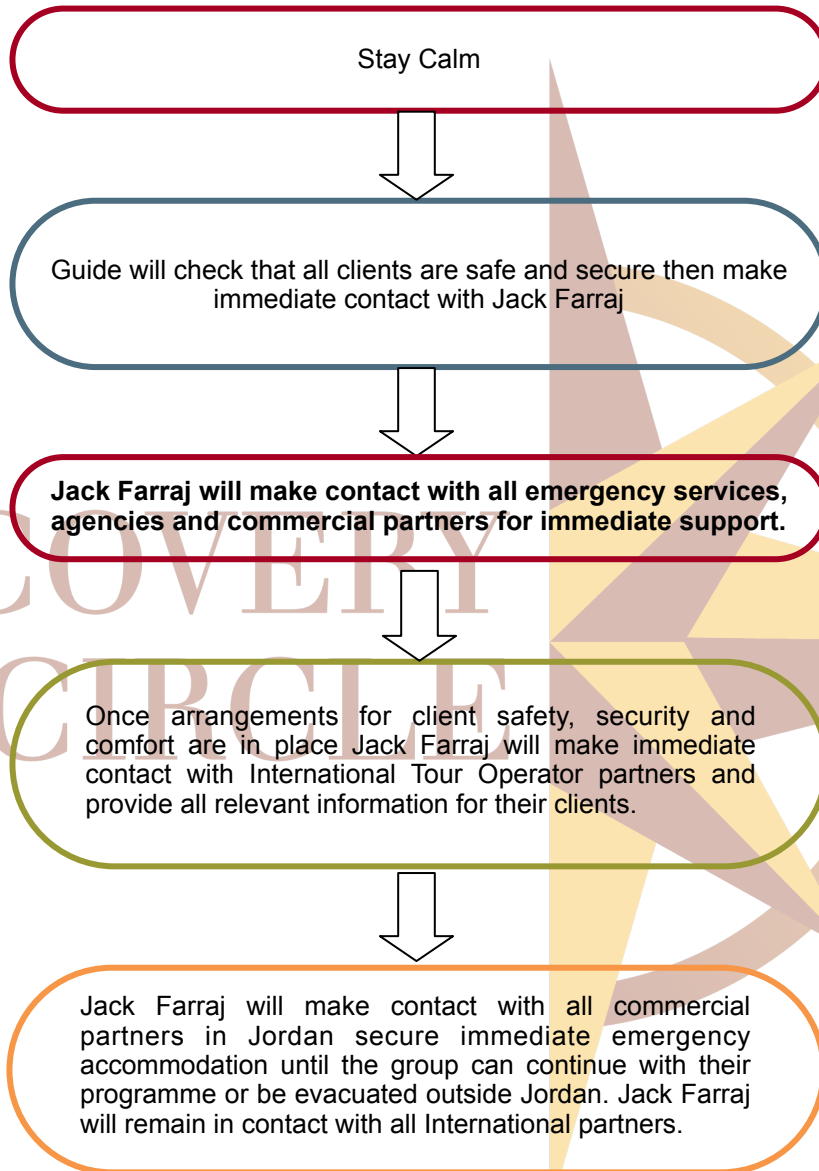 Stay Calm
Guide will check that all clients are safe and secure then make
immediate contact with Jack Farraj
Jack Farraj will make contact with all emergency services,
agencies and commercial partners for immediate support.
COVERY
CIRCLE
Once arrangements for client safety, security and
comfort are in place Jack Farraj will make immediate
contact with International Tour Operator partners and
provide all relevant information for their clients.
Jack Farraj will make contact with all commercial
partners in Jordan secure immediate emergency
accommodation until the group can continue with their
programme or be evacuated outside Jordan. Jack Farraj
will remain in contact with all International partners.